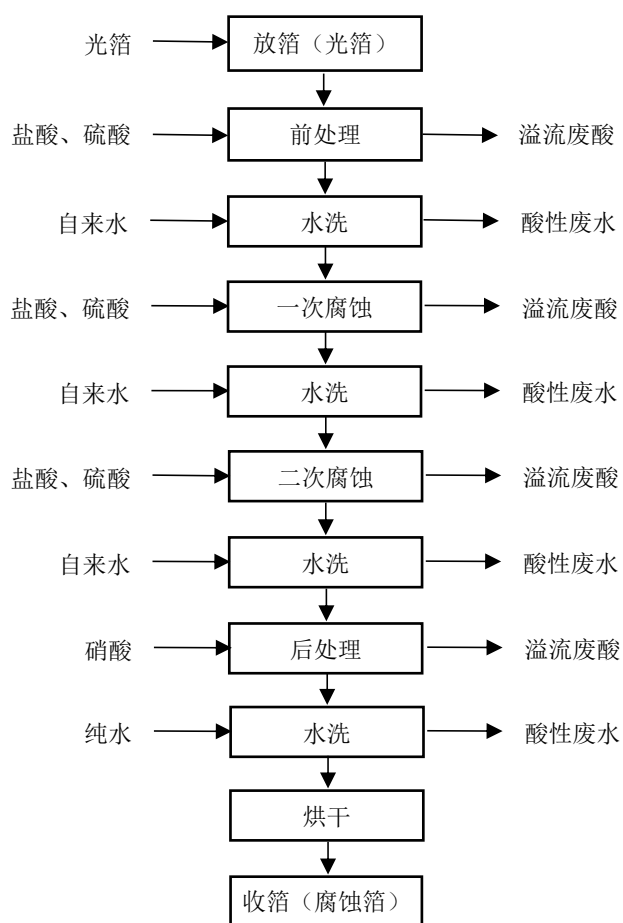 光箔 放箔（光箔）
盐酸、硫酸 前处理 溢流废酸
自来水 水洗 酸性废水
盐酸、硫酸 一次腐蚀 溢流废酸
自来水 水洗 酸性废水
盐酸、硫酸 二次腐蚀 溢流废酸
自来水 水洗 酸性废水
硝酸 后处理 溢流废酸
纯水 水洗 酸性废水
烘干
收箔（腐蚀箔）